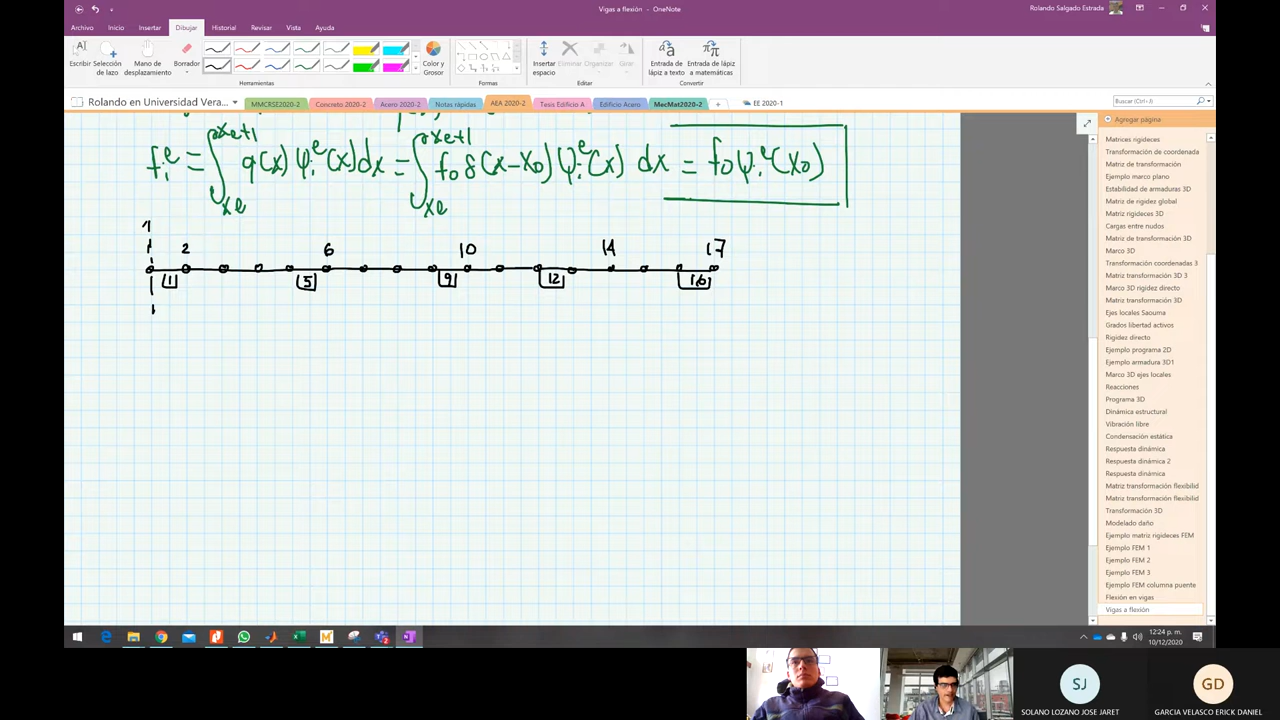 Vigas a flexión - OneNote
Rolando Salgado Estrada
Archivo Inicio Insertar Dibujar Historial Revisar Vista Ayuda
Escribir Selección de lazo Mano de desplazamiento Borrador Color y Grosor Insertar espacio Eliminar Organizar Girar Entrada de lápiz a texto Entrada de lápiz a matemáticas
Herramientas Formas Editar Convertir
Rolando en Universidad Vera... MMCRSE2020-2 Concreto 2020-2 Acero 2020-2 Notas rápidas AEA 2020-2 Tesis Edificio A Edificio Acero MecMat2020-2 + EE 2020-1 Buscar (Ctrl+J)
Agregar página
Matrices rigideces
Transformación de coordenada
Matriz de transformación
Ejemplo marco plano
Estabilidad de armaduras 3D
Matriz de rigidez global
Matriz rigideces 3D
Cargas entre nudos
Matriz de transformación 3D
Marco 3D
Transformación coordenadas 3
Matriz transformación 3D 3
Marco 3D rigidez directo
Matriz transformación 3D
Ejes locales Saouma
Grados libertad activos
Rigidez directo
Ejemplo programa 2D
Ejemplo armadura 3D1
Marco 3D ejes locales
Reacciones
Programa 3D
Dinámica estructural
Vibración libre
Condensación estática
Respuesta dinámica
Respuesta dinámica 2
Respuesta dinámica
Matriz transformación flexibilid
Matriz transformación flexibilid
Transformación 3D
Modelado daño
Ejemplo matriz rigideces FEM
Ejemplo FEM 1
Ejemplo FEM 2
Ejemplo FEM 3
Ejemplo FEM columna puente
Flexión en vigas
Vigas a flexión
f_i^e = ∫_{xe}^{xe+1} q(x) φ_i^e(x) dx = ∫_{xe}^{xe+1} f0 δ(x-x0) φ_i^e(x) dx = f0 φ_i^e(x0)
1 2 6 10 14 17
1 5 9 12 16
12:24 p. m.
10/12/2020
SJ GD
SOLANO LOZANO JOSE JARET GARCIA VELASCO ERICK DANIEL